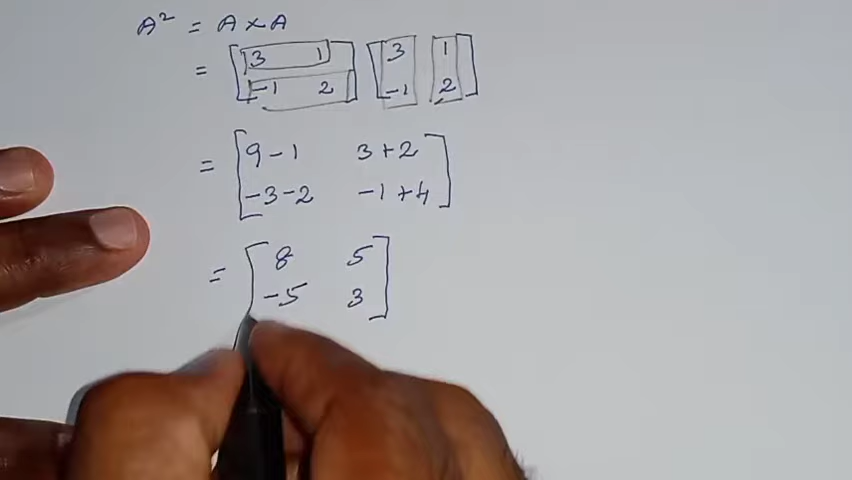 A² = A × A
= [3 1] [3 1]
[-1 2] [-1 2]
= [9-1 3+2]
[-3-2 -1+4]
= [8 5]
[-5 3]